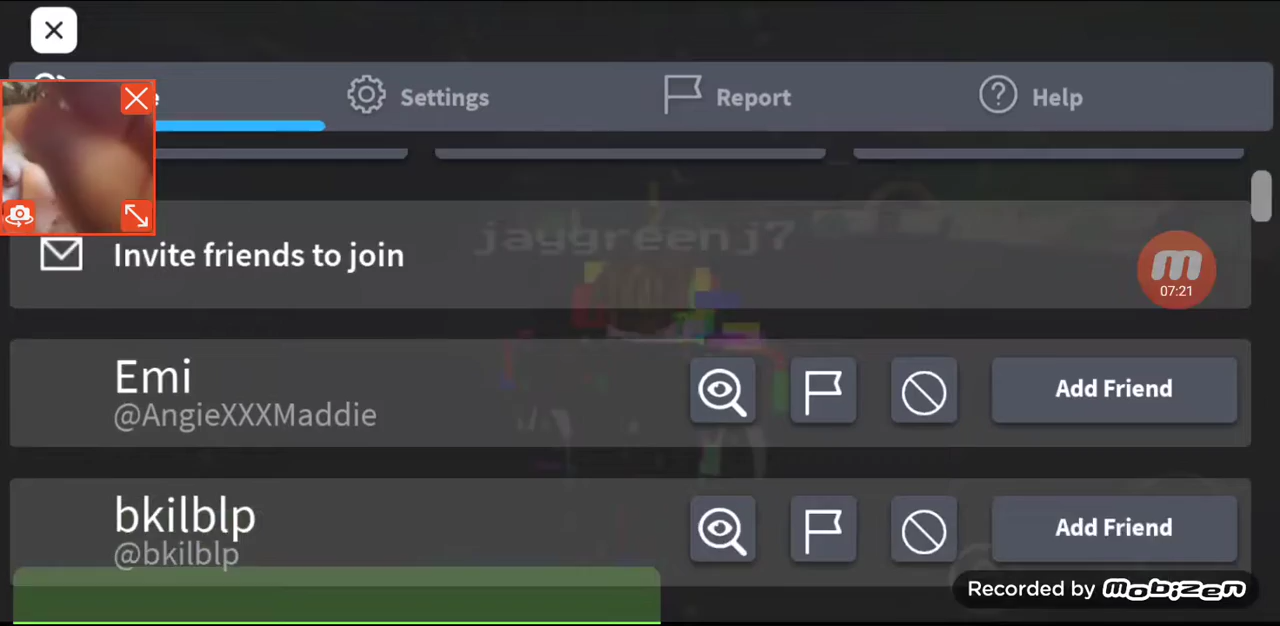 Settings
Report
Help
jaygreenj7
Invite friends to join
07:21
Emi
@AngieXXXMaddie
Add Friend
bkilblp
@bkilblp
Add Friend
Recorded by mobizen